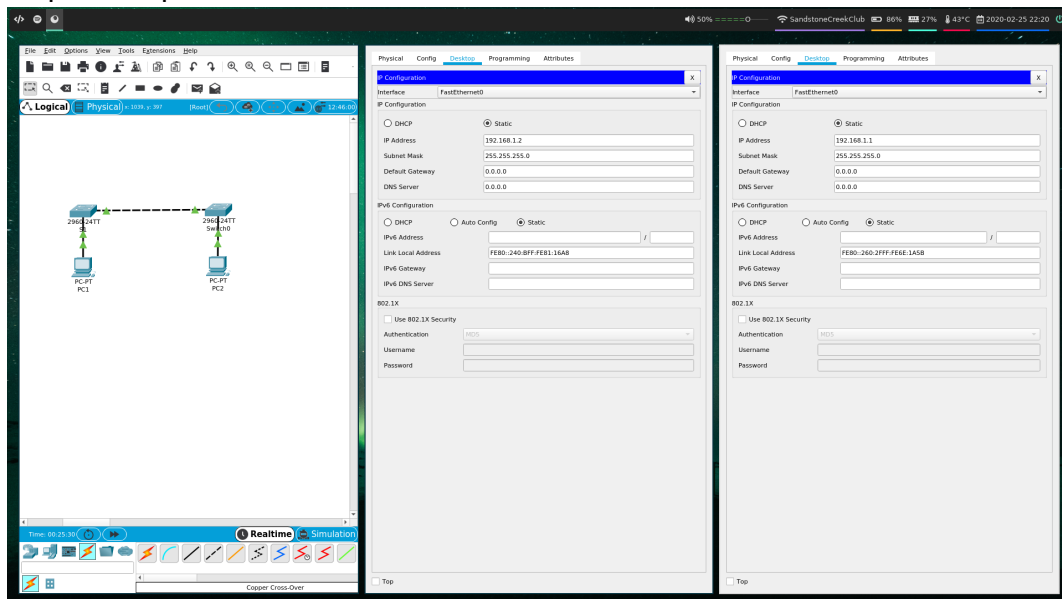 50% =====O---- SandstoneCreekClub 86% 27% 43°C 2020-02-25 22:20
File Edit Options View Tools Extensions Help
Logical Physical x: 1039, y: 397 [Root] 12:46:00
2960-24TT
S1
2960-24TT
Switch0
PC-PT
PC1
PC-PT
PC2
Time: 00:25:30 Realtime Simulation
Copper Cross-Over
Physical Config Desktop Programming Attributes
IP Configuration X
Interface FastEthernet0
IP Configuration
DHCP Static
IP Address 192.168.1.2
Subnet Mask 255.255.255.0
Default Gateway 0.0.0.0
DNS Server 0.0.0.0
IPv6 Configuration
DHCP Auto Config Static
IPv6 Address /
Link Local Address FE80::240:BFF:FE81:16A8
IPv6 Gateway
IPv6 DNS Server
802.1X
Use 802.1X Security
Authentication MD5
Username
Password
Top
Physical Config Desktop Programming Attributes
IP Configuration X
Interface FastEthernet0
IP Configuration
DHCP Static
IP Address 192.168.1.1
Subnet Mask 255.255.255.0
Default Gateway 0.0.0.0
DNS Server 0.0.0.0
IPv6 Configuration
DHCP Auto Config Static
IPv6 Address /
Link Local Address FE80::260:2FFF:FE6E:1A5B
IPv6 Gateway
IPv6 DNS Server
802.1X
Use 802.1X Security
Authentication MD5
Username
Password
Top